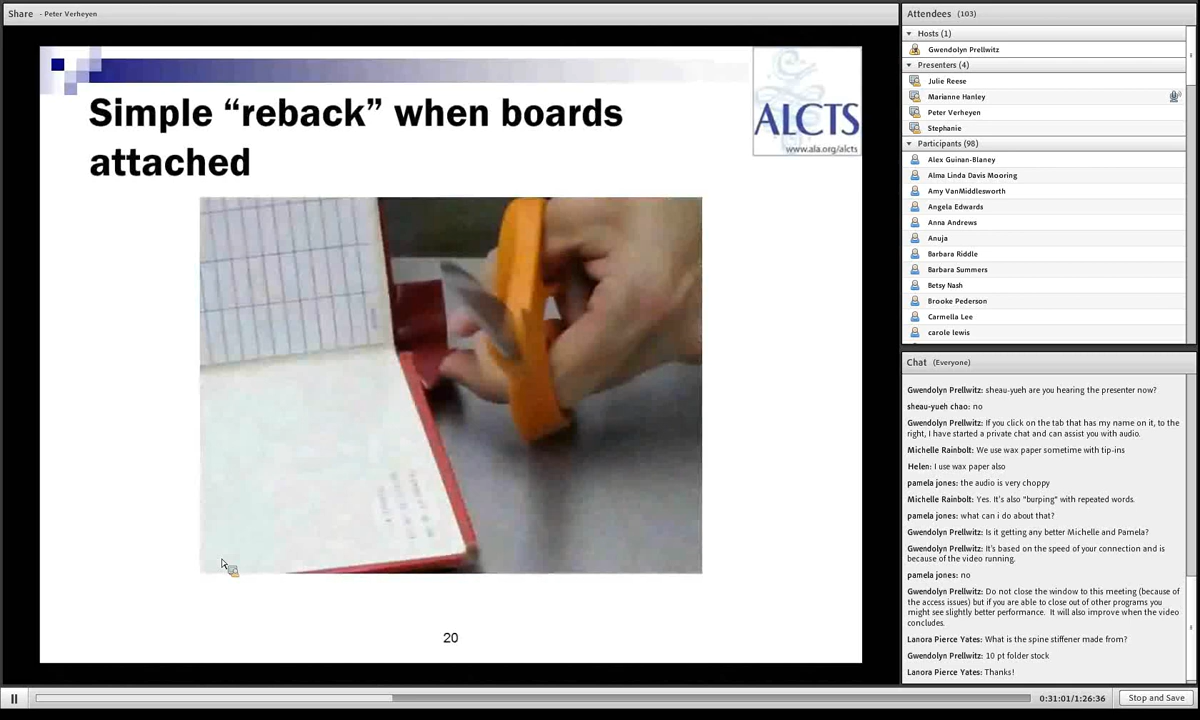 Share - Peter Verheyen
Simple “reback” when boards
attached
ALCTS
www.ala.org/alcts
20
Attendees (103)
Hosts (1)
Gwendolyn Prellwitz
Presenters (4)
Julie Reese
Marianne Hanley
Peter Verheyen
Stephanie
Participants (98)
Alex Guinan-Blaney
Alma Linda Davis Mooring
Amy VanMiddlesworth
Angela Edwards
Anna Andrews
Anuja
Barbara Riddle
Barbara Summers
Betsy Nash
Brooke Pederson
Carmella Lee
carole lewis
Chat (Everyone)
Gwendolyn Prellwitz: sheau-yueh are you hearing the presenter now?
sheau-yueh chao: no
Gwendolyn Prellwitz: If you click on the tab that has my name on it, to the
right, I have started a private chat and can assist you with audio.
Michelle Rainbolt: We use wax paper sometime with tip-ins
Helen: I use wax paper also
pamela jones: the audio is very choppy
Michelle Rainbolt: Yes. It's also "burping" with repeated words.
pamela jones: what can i do about that?
Gwendolyn Prellwitz: Is it getting any better Michelle and Pamela?
Gwendolyn Prellwitz: It's based on the speed of your connection and is
because of the video running.
pamela jones: no
Gwendolyn Prellwitz: Do not close the window to this meeting (because of
the access issues) but if you are able to close out of other programs you
might see slightly better performance. It will also improve when the video
concludes.
Lanora Pierce Yates: What is the spine stiffener made from?
Gwendolyn Prellwitz: 10 pt folder stock
Lanora Pierce Yates: Thanks!
0:31:01/1:26:36
Stop and Save